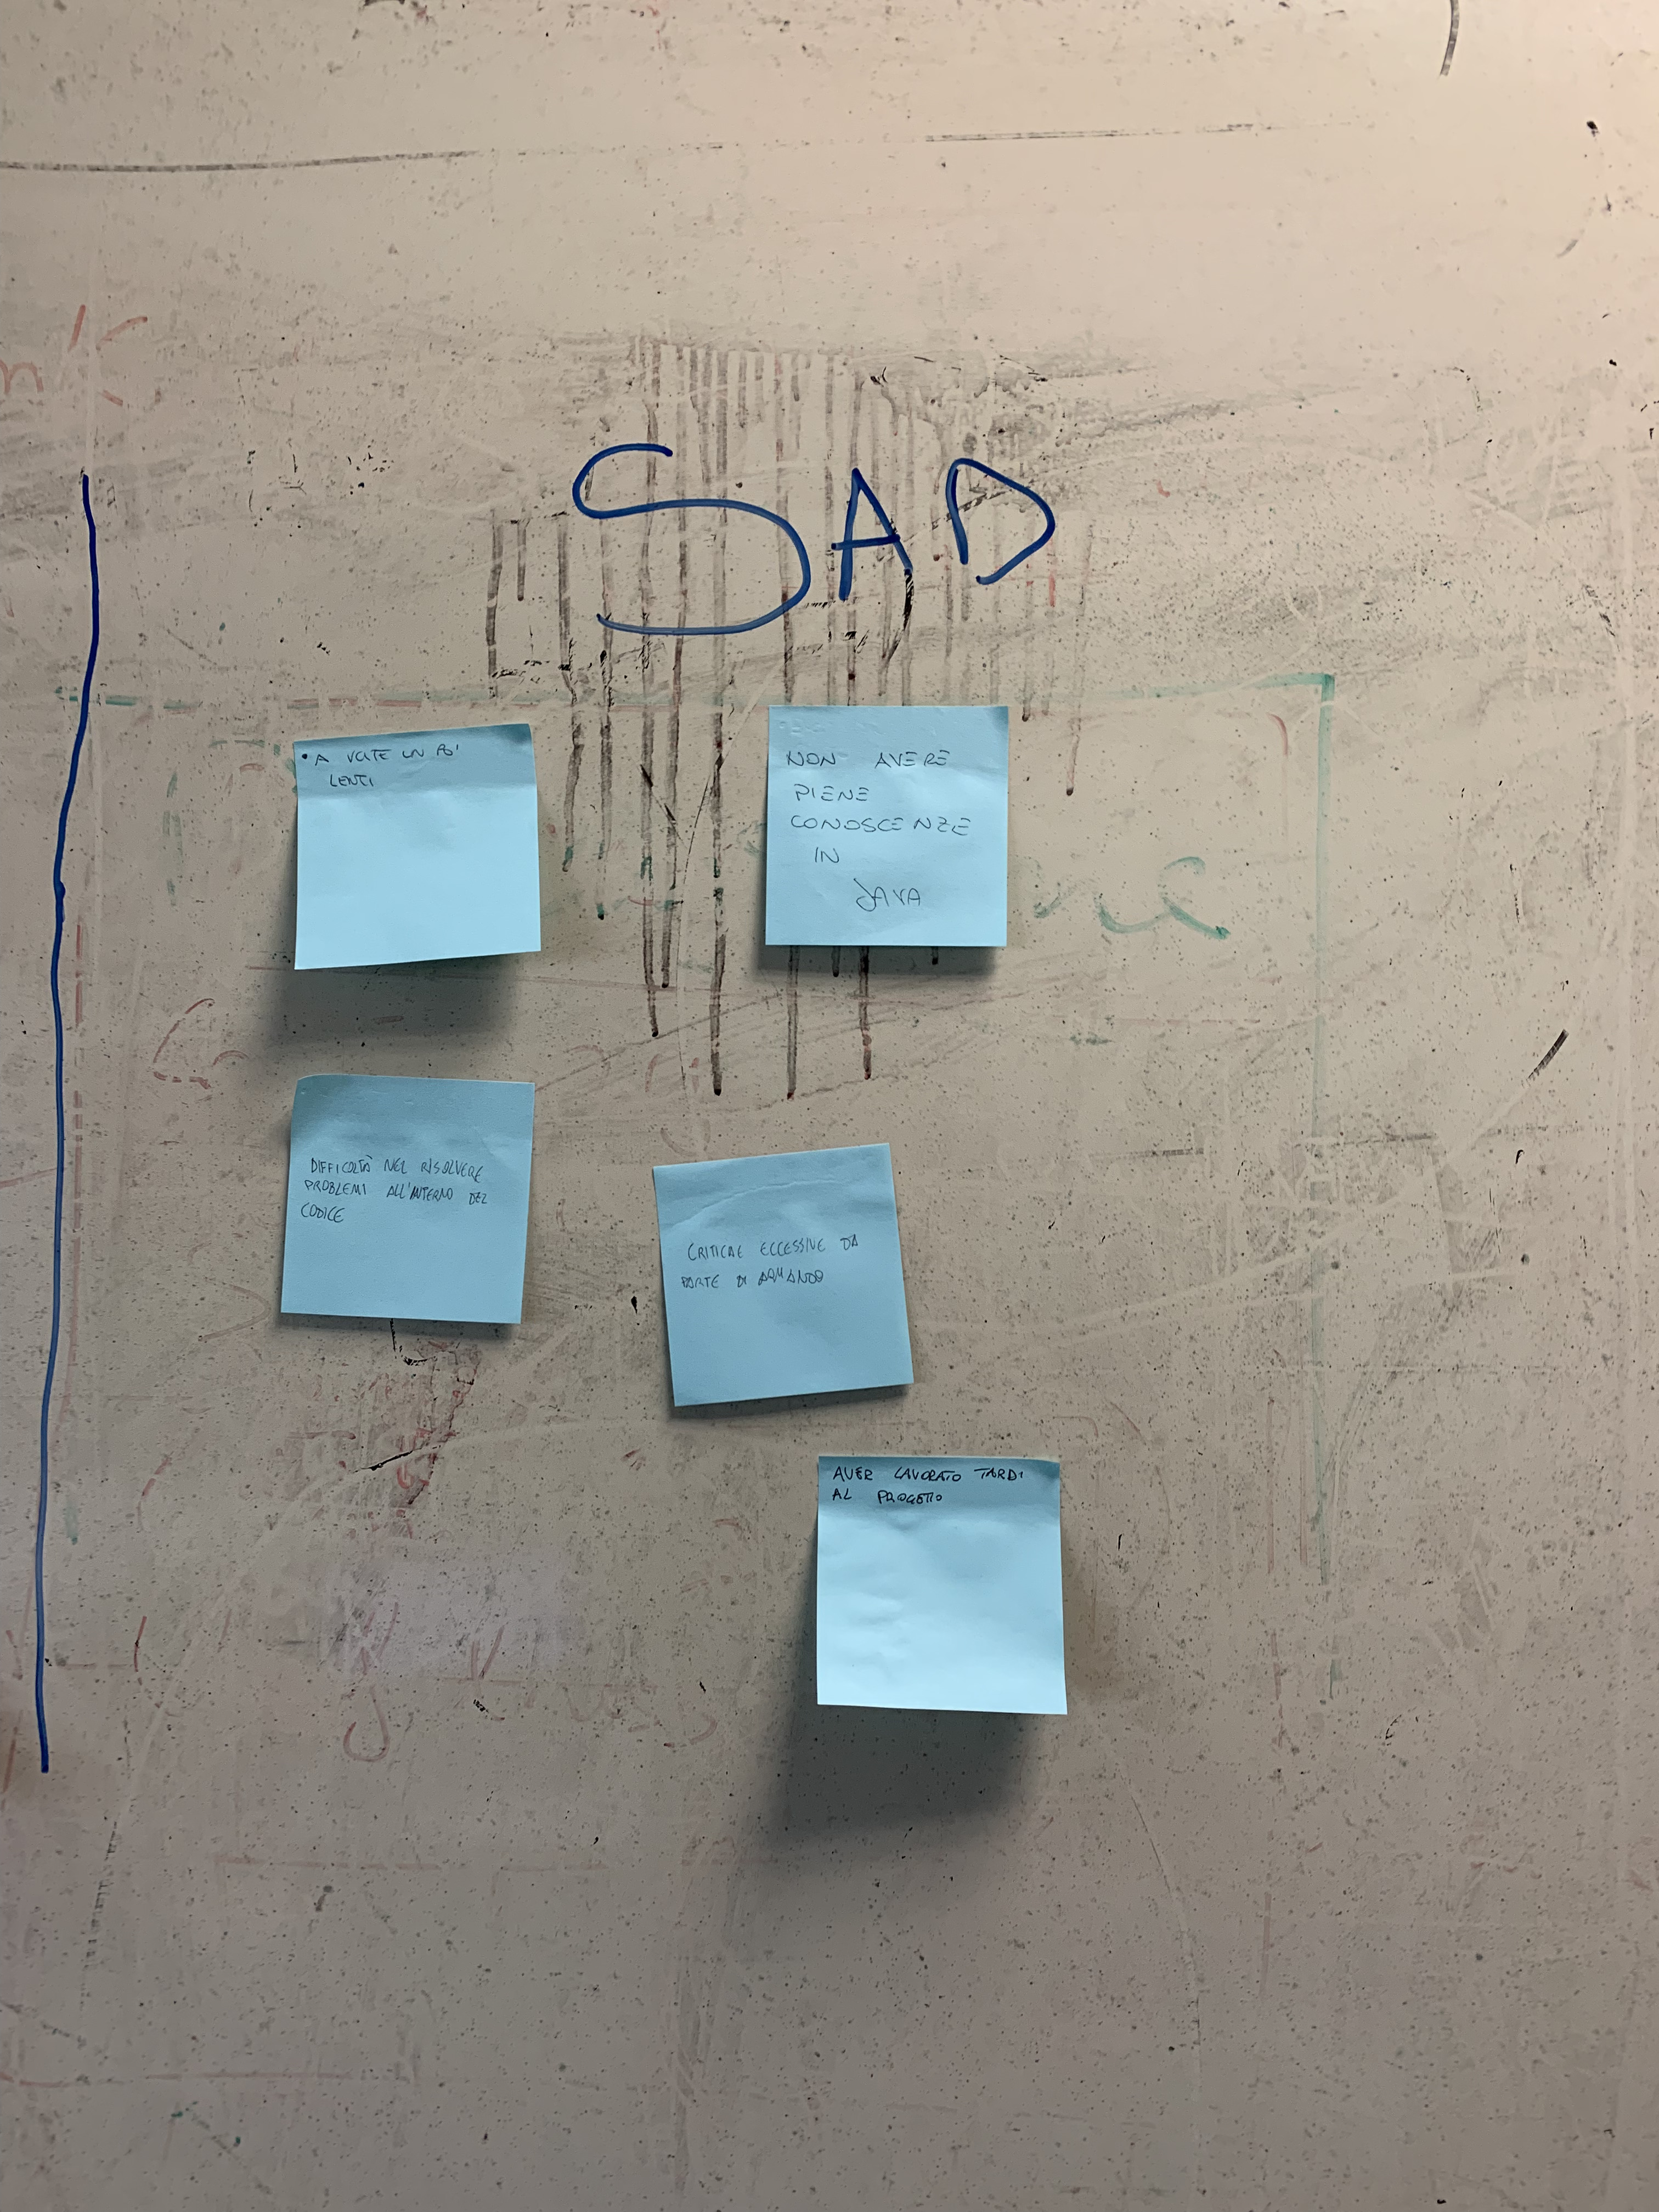 SAD
• A VOLTE UN PO'
LENTI
NON AVERE
PIENE
CONOSCENZE
IN
JAVA
DIFFICOLTÀ NEL RISOLVERE
PROBLEMI ALL'INTERNO DEL
CODICE
CRITICHE ECCESSIVE DA
PARTE DI ARMANDO
AVER LAVORATO TARDI
AL PROGETTO